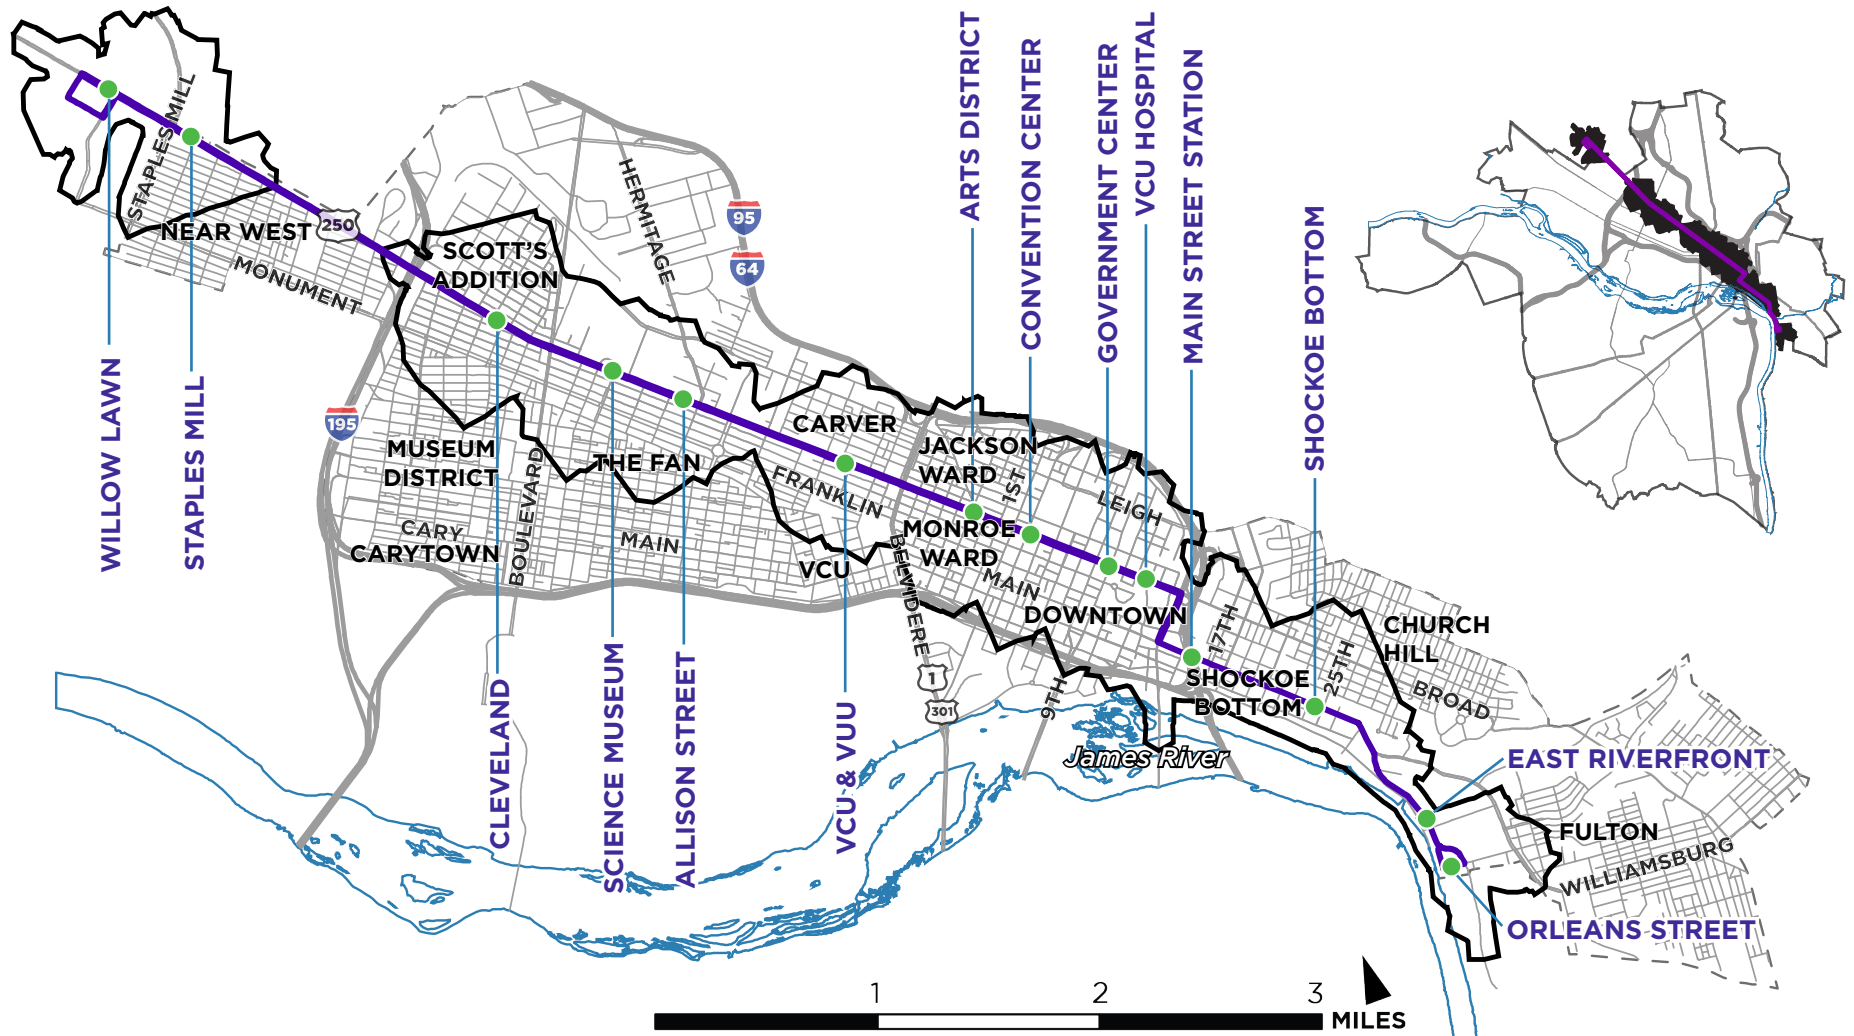 ARTS DISTRICT
CONVENTION CENTER
GOVERNMENT CENTER
VCU HOSPITAL
MAIN STREET STATION
SHOCKOE BOTTOM
STAPLES MILL
HERMITAGE
95
64
250
NEAR WEST
MONUMENT
SCOTT'S
ADDITION
WILLOW LAWN
STAPLES MILL
195
MUSEUM
DISTRICT
THE FAN
CARVER
JACKSON
WARD
1ST
LEIGH
FRANKLIN
BOULEVARD
CARY
CARYTOWN
MAIN
VCU
BELVIDERE
MONROE
WARD
MAIN
DOWNTOWN
17TH
25TH
CHURCH
HILL
BROAD
SHOCKOE
BOTTOM
9TH
1
301
James River
CLEVELAND
SCIENCE MUSEUM
ALLISON STREET
VCU & VUU
EAST RIVERFRONT
FULTON
WILLIAMSBURG
ORLEANS STREET
1 2 3
MILES